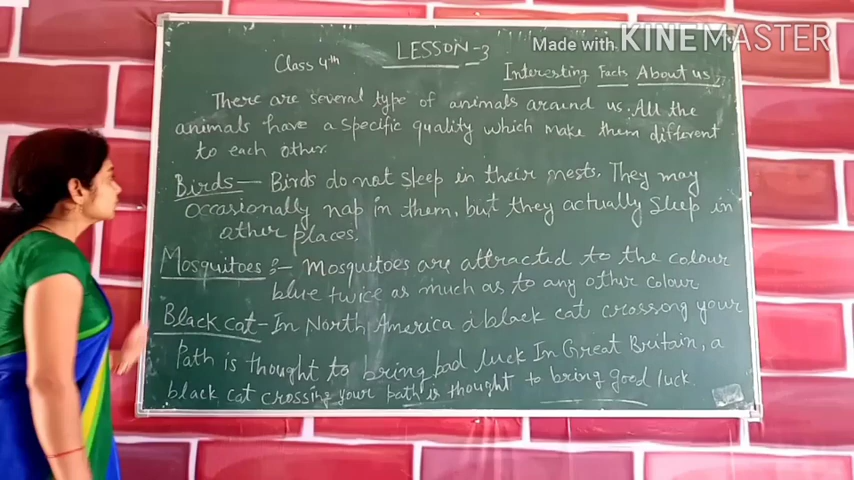 Made with KINEMASTER
Class 4th LESSON-3
Interesting Facts About us
There are several type of animals around us. All the
animals have a specific quality which make them different
to each other.
Birds- Birds do not sleep in their nests. They may
occasionally nap in them, but they actually sleep in
other places.
Mosquitoes:- Mosquitoes are attracted to the colour
blue twice as much as to any other colour
Black cat- In North America a black cat crossing your
Path is thought to bring bad luck In Great Britain, a
black cat crossing your path is thought to bring good luck.